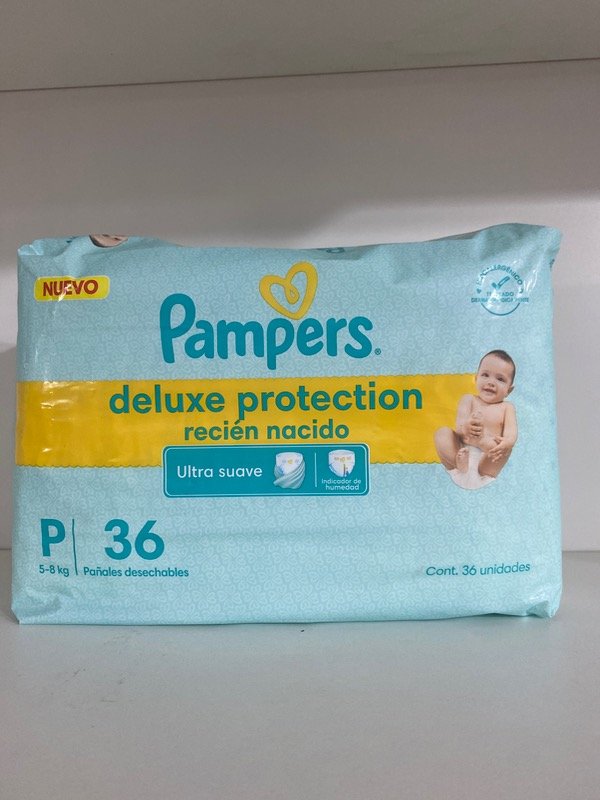 NUEVO
HIPOALERGÉNICO
Pampers®
deluxe protection
recién nacido
Ultra suave
Indicador de
humedad
P
5-8 kg
36
Pañales desechables
Cont. 36 unidades